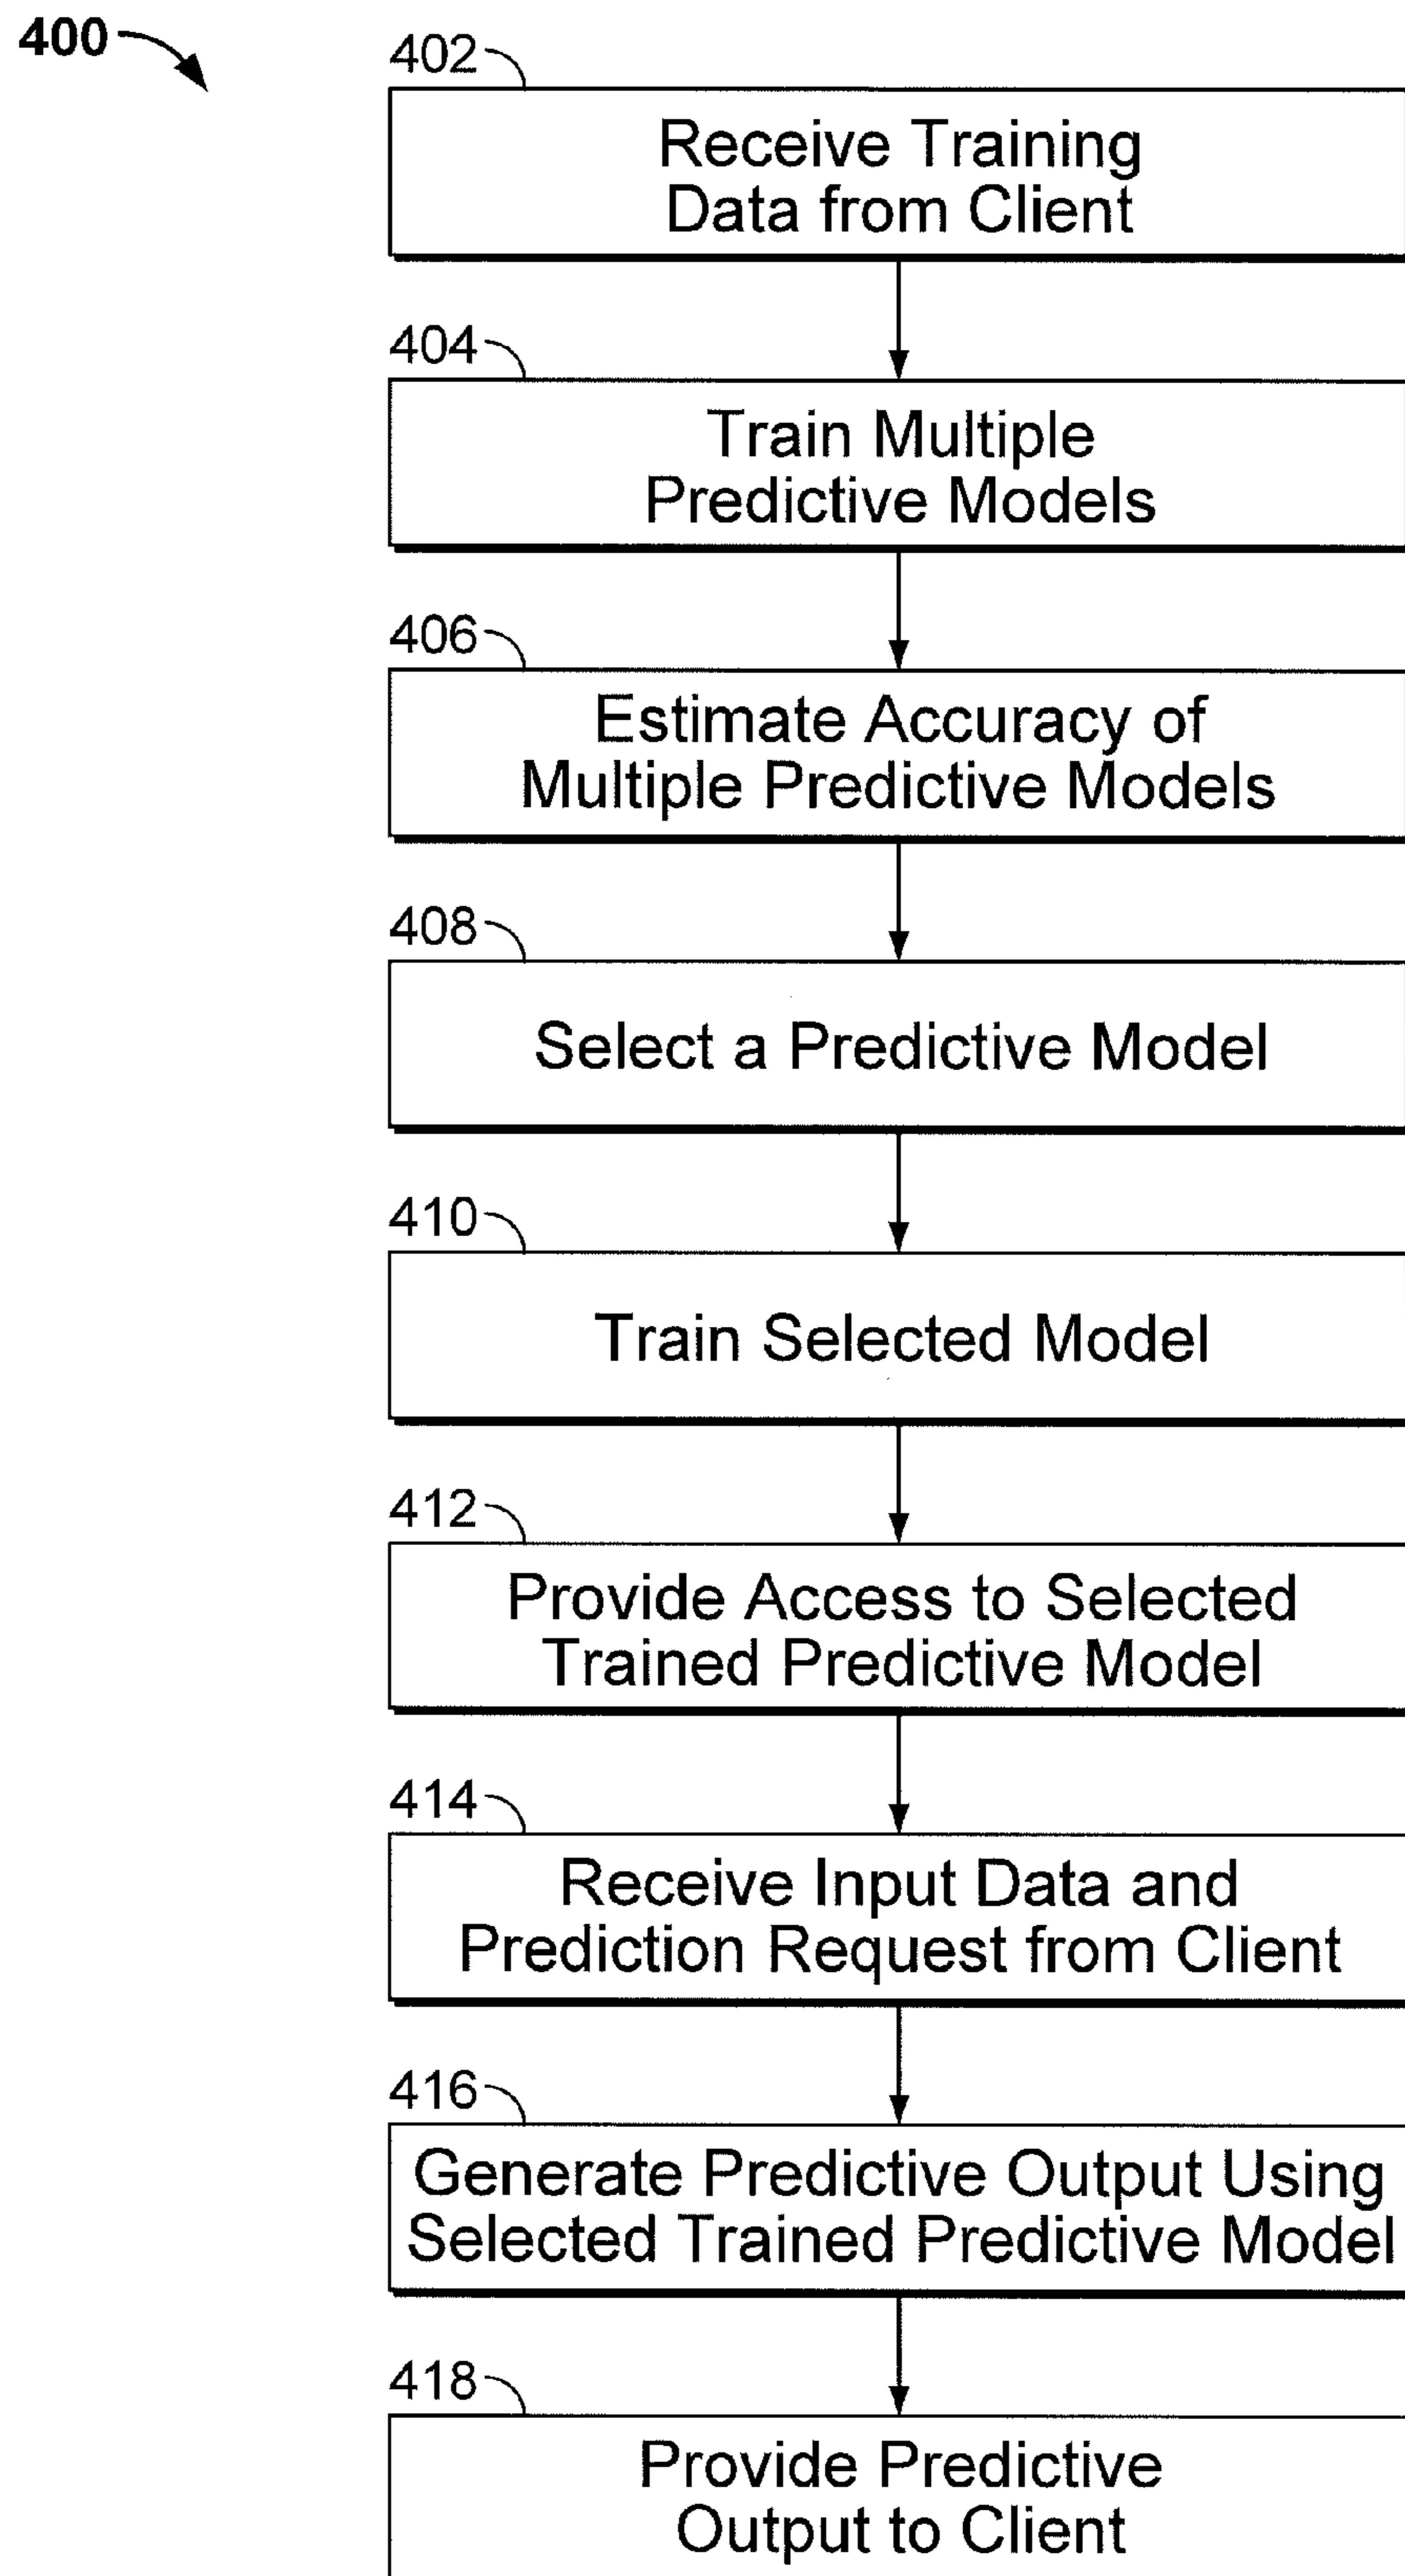 400
402
Receive Training
Data from Client
404
Train Multiple
Predictive Models
406
Estimate Accuracy of
Multiple Predictive Models
408
Select a Predictive Model
410
Train Selected Model
412
Provide Access to Selected
Trained Predictive Model
414
Receive Input Data and
Prediction Request from Client
416
Generate Predictive Output Using
Selected Trained Predictive Model
418
Provide Predictive
Output to Client